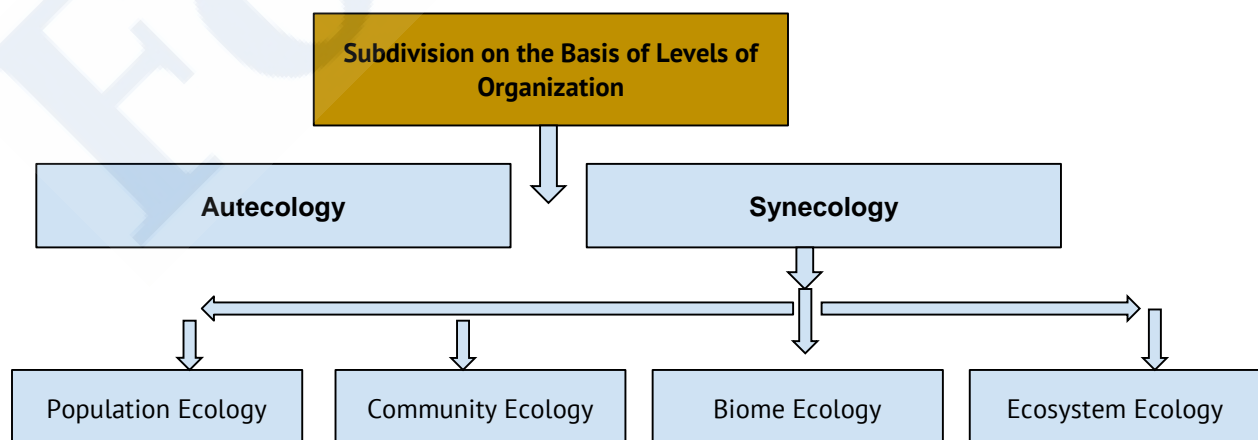 Subdivision on the Basis of Levels of
Organization
Autecology
Synecology
Population Ecology
Community Ecology
Biome Ecology
Ecosystem Ecology